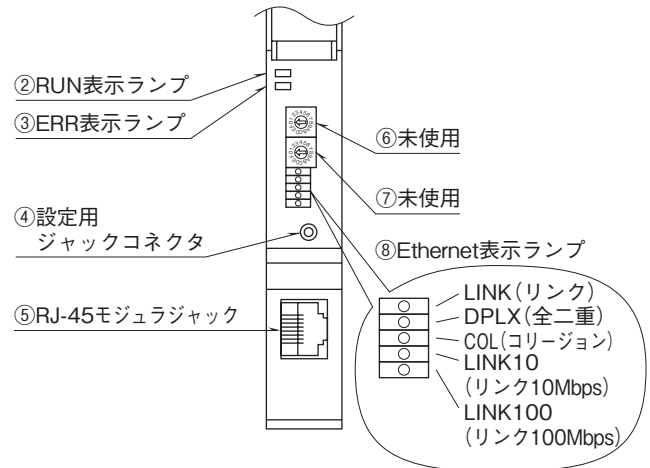 ②RUN表示ランプ
③ERR表示ランプ
④設定用
ジャックコネクタ
⑤RJ-45モジュラジャック
⑥未使用
⑦未使用
⑧Ethernet表示ランプ
LINK(リンク)
DPLX(全二重)
COL(コリージョン)
LINK10
(リンク10Mbps)
LINK100
(リンク100Mbps)